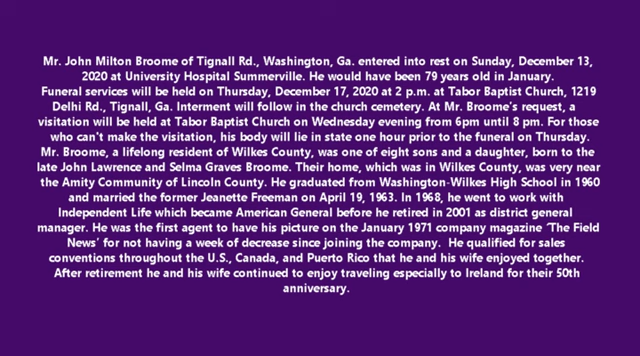 Mr. John Milton Broome of Tignall Rd., Washington, Ga. entered into rest on Sunday, December 13,
2020 at University Hospital Summerville. He would have been 79 years old in January.
Funeral services will be held on Thursday, December 17, 2020 at 2 p.m. at Tabor Baptist Church, 1219
Delhi Rd., Tignall, Ga. Interment will follow in the church cemetery. At Mr. Broome's request, a
visitation will be held at Tabor Baptist Church on Wednesday evening from 6pm until 8 pm. For those
who can't make the visitation, his body will lie in state one hour prior to the funeral on Thursday.
Mr. Broome, a lifelong resident of Wilkes County, was one of eight sons and a daughter, born to the
late John Lawrence and Selma Graves Broome. Their home, which was in Wilkes County, was very near
the Amity Community of Lincoln County. He graduated from Washington-Wilkes High School in 1960
and married the former Jeanette Freeman on April 19, 1963. In 1968, he went to work with
Independent Life which became American General before he retired in 2001 as district general
manager. He was the first agent to have his picture on the January 1971 company magazine 'The Field
News' for not having a week of decrease since joining the company. He qualified for sales
conventions throughout the U.S., Canada, and Puerto Rico that he and his wife enjoyed together.
After retirement he and his wife continued to enjoy traveling especially to Ireland for their 50th
anniversary.